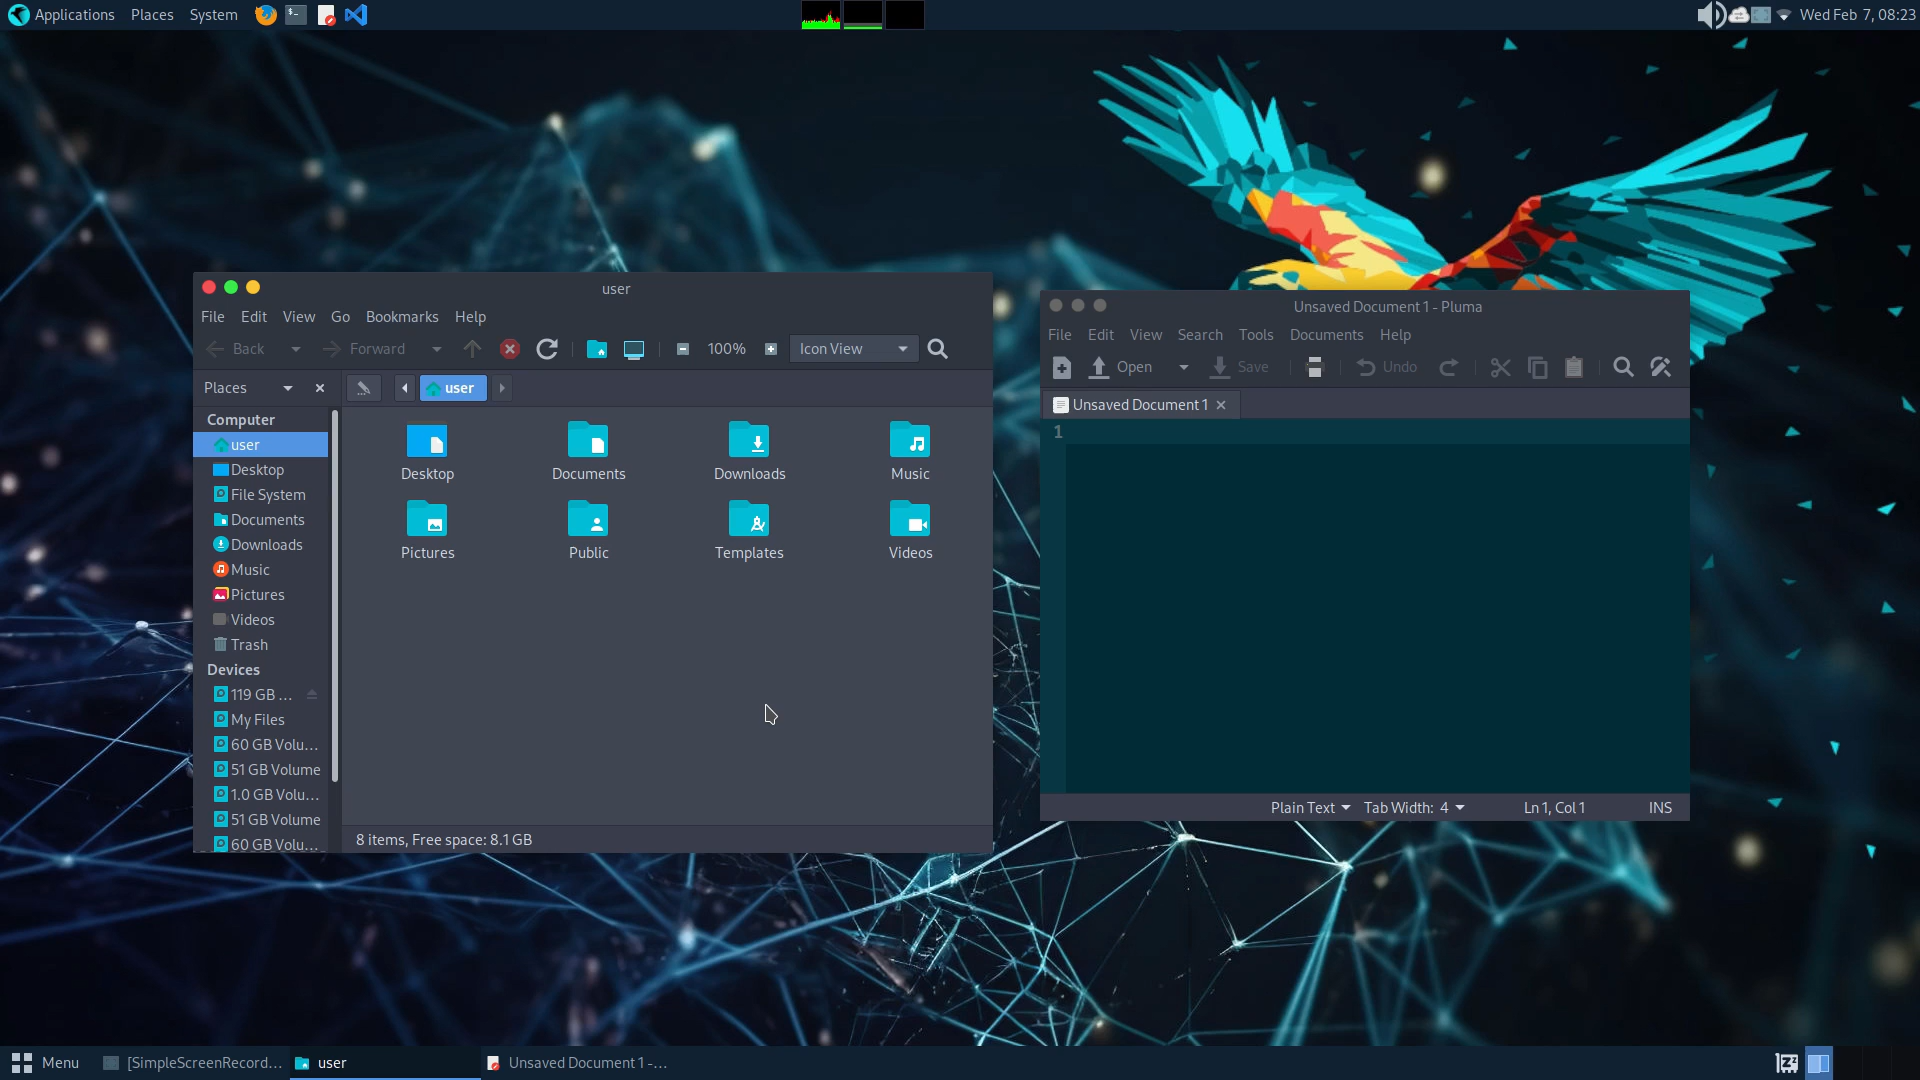 Applications Places System
Wed Feb 7, 08:23
user
File Edit View Go Bookmarks Help
Back Forward 100% Icon View
Places user
Computer
user
Desktop
File System
Documents
Downloads
Music
Pictures
Videos
Trash
Devices
119 GB ...
My Files
60 GB Volu...
51 GB Volume
1.0 GB Volu...
51 GB Volume
60 GB Volu...
Desktop Documents Downloads Music
Pictures Public Templates Videos
8 items, Free space: 8.1 GB
Unsaved Document 1 - Pluma
File Edit View Search Tools Documents Help
Open Save Undo
Unsaved Document 1
1
Plain Text Tab Width: 4 Ln 1, Col 1 INS
Menu [SimpleScreenRecord... user Unsaved Document 1 -...